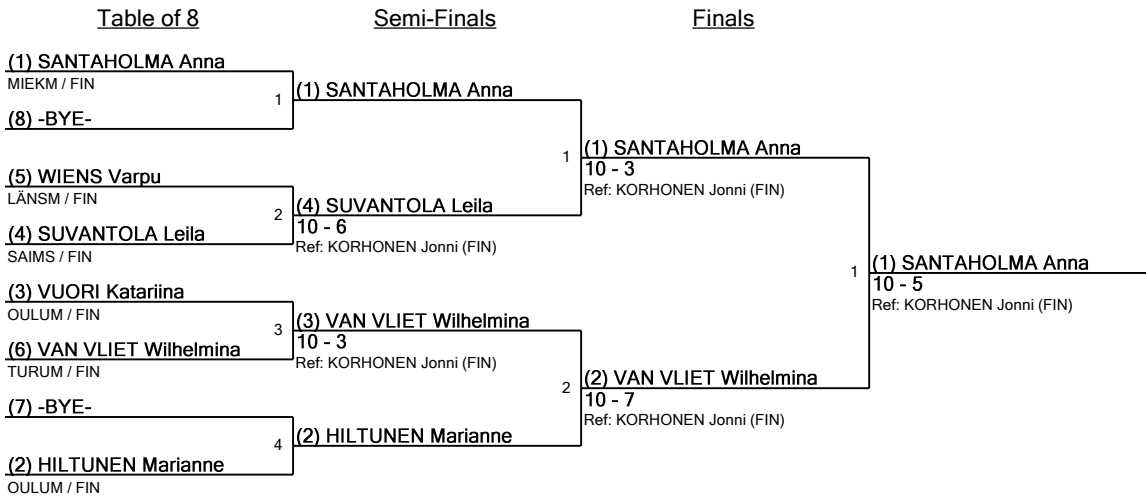 Table of 8
Semi-Finals
Finals
(1) SANTAHOLMA Anna
MIEKM / FIN
(8) -BYE-
(5) WIENS Varpu
LÄNSM / FIN
(4) SUVANTOLA Leila
SAIMS / FIN
(3) VUORI Katariina
OULUM / FIN
(6) VAN VLIET Wilhelmina
TURUM / FIN
(7) -BYE-
(2) HILTUNEN Marianne
OULUM / FIN
1
(1) SANTAHOLMA Anna
2
(4) SUVANTOLA Leila
10 - 6
Ref: KORHONEN Jonni (FIN)
3
(3) VAN VLIET Wilhelmina
10 - 3
Ref: KORHONEN Jonni (FIN)
4
(2) HILTUNEN Marianne
1
(1) SANTAHOLMA Anna
10 - 3
Ref: KORHONEN Jonni (FIN)
2
(2) VAN VLIET Wilhelmina
10 - 7
Ref: KORHONEN Jonni (FIN)
1
(1) SANTAHOLMA Anna
10 - 5
Ref: KORHONEN Jonni (FIN)